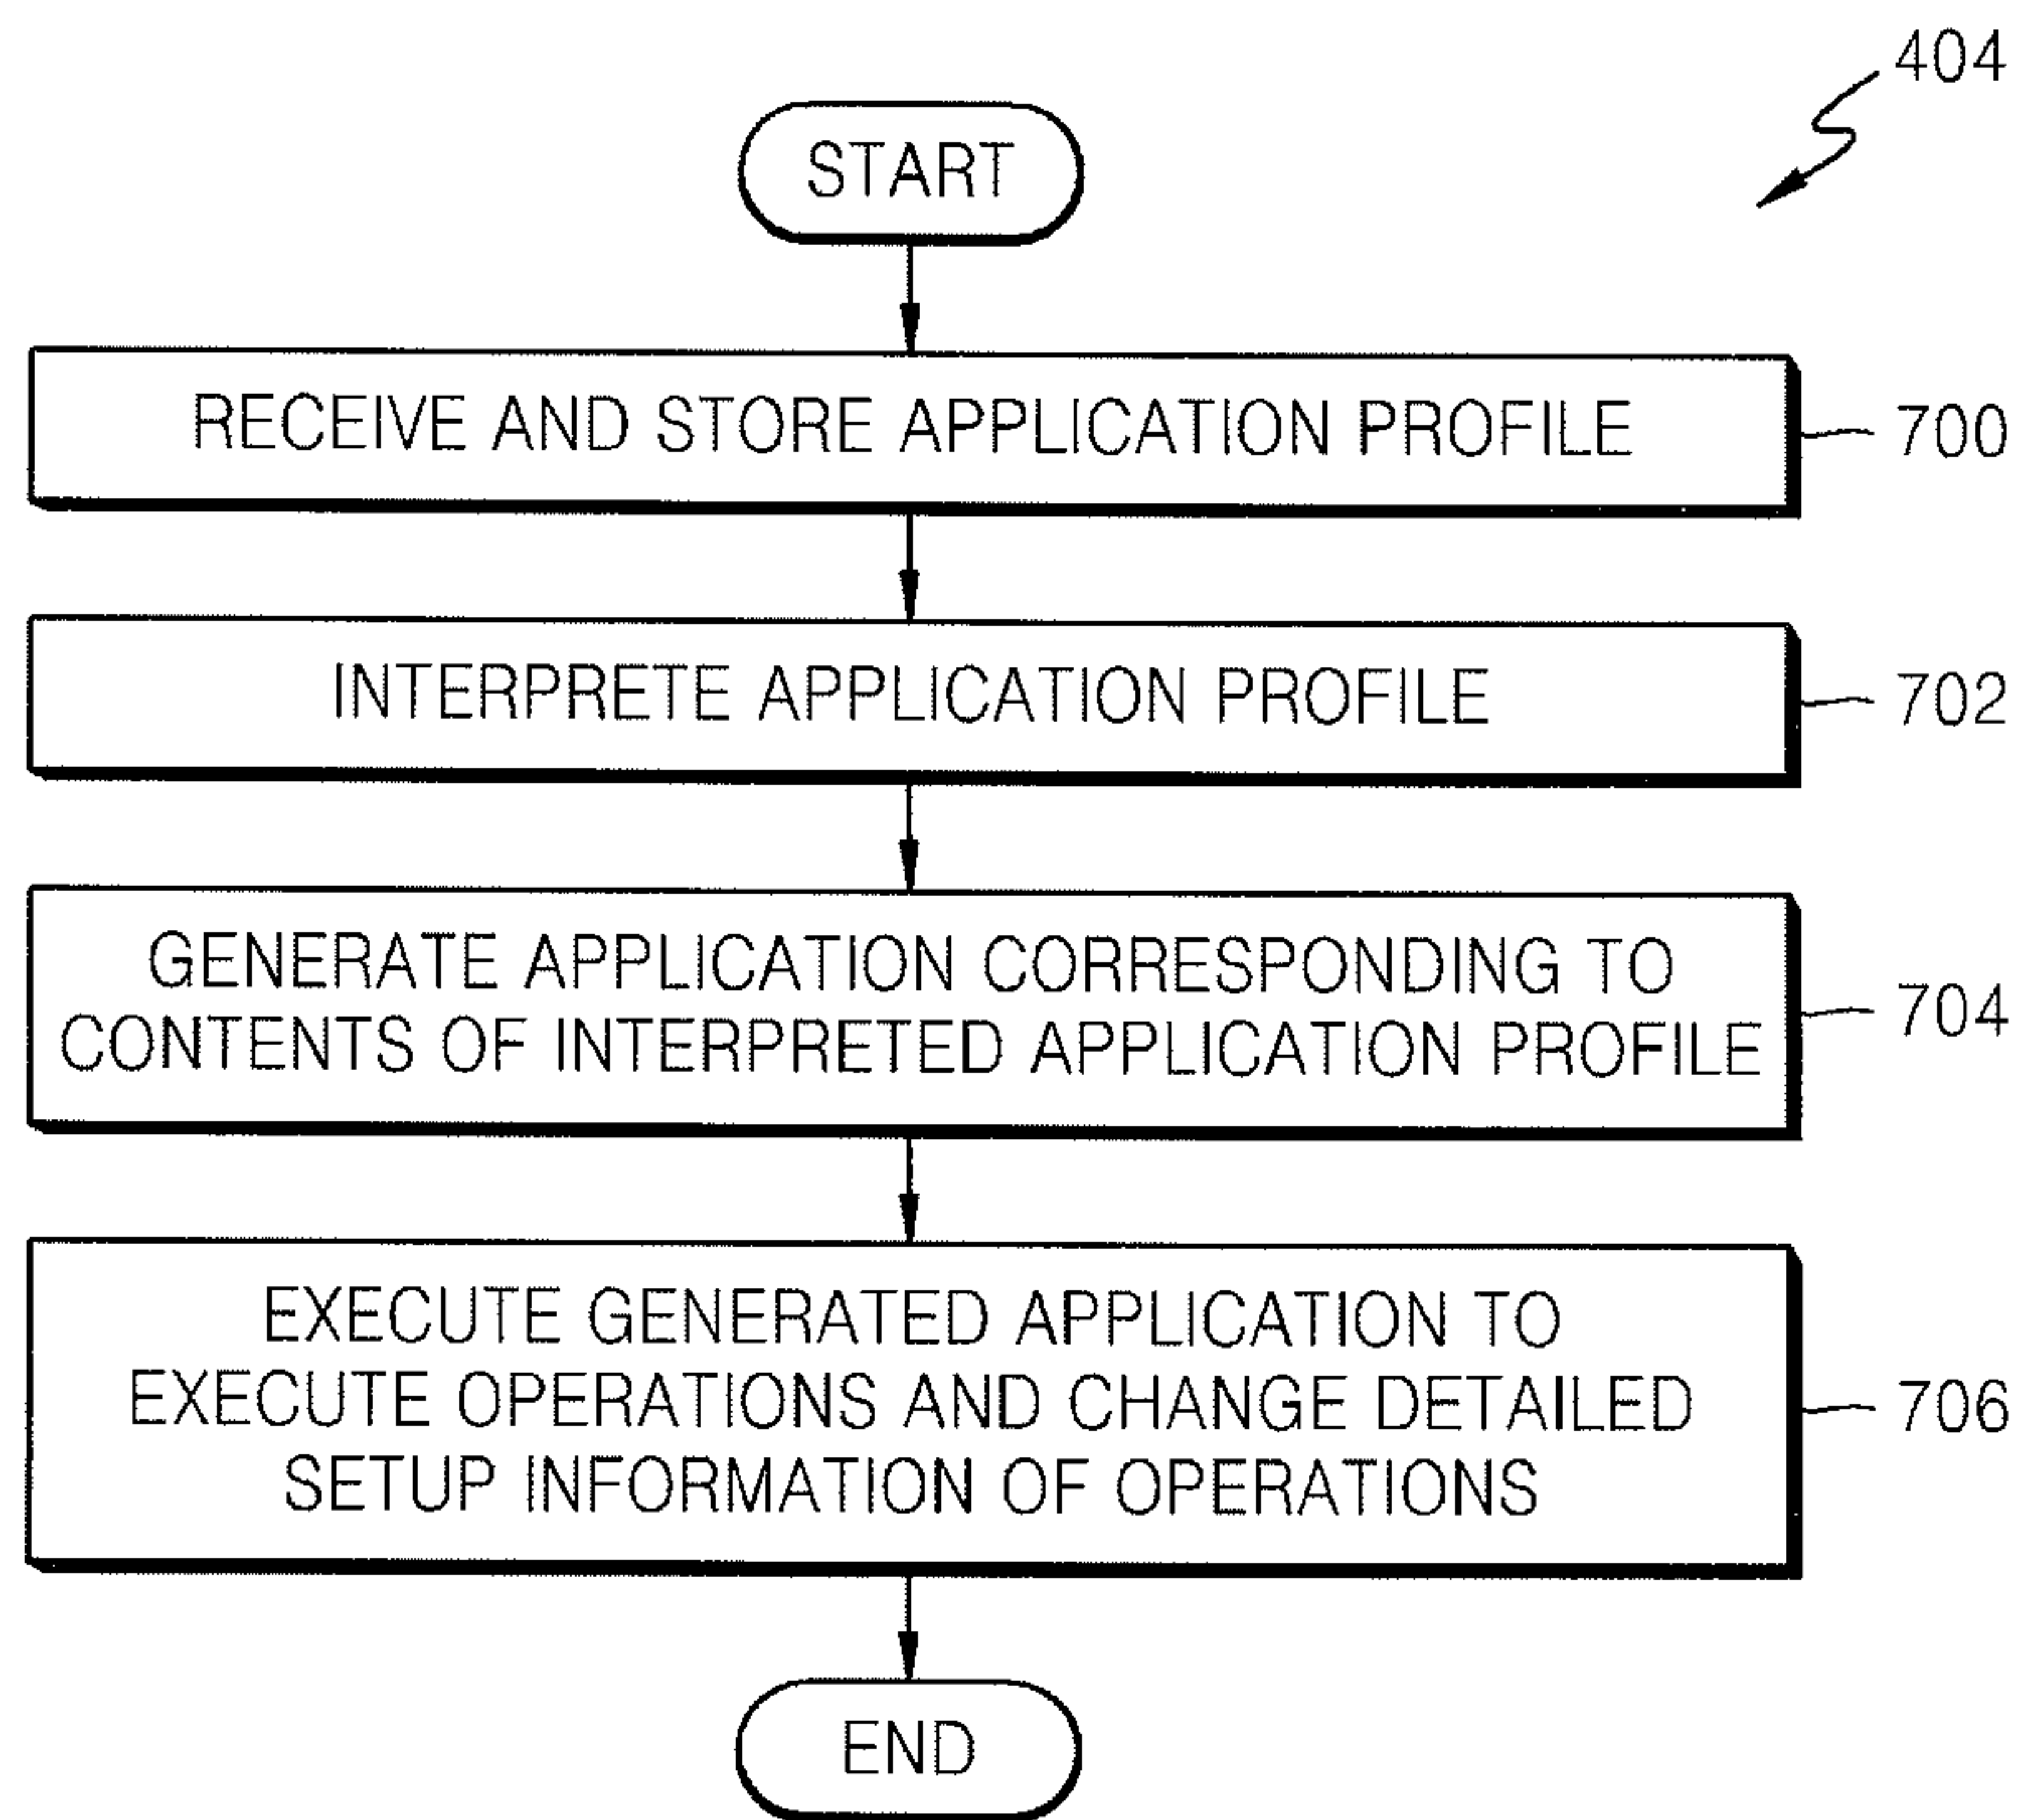 404
START
RECEIVE AND STORE APPLICATION PROFILE
700
INTERPRETE APPLICATION PROFILE
702
GENERATE APPLICATION CORRESPONDING TO
CONTENTS OF INTERPRETED APPLICATION PROFILE
704
EXECUTE GENERATED APPLICATION TO
EXECUTE OPERATIONS AND CHANGE DETAILED
SETUP INFORMATION OF OPERATIONS
706
END